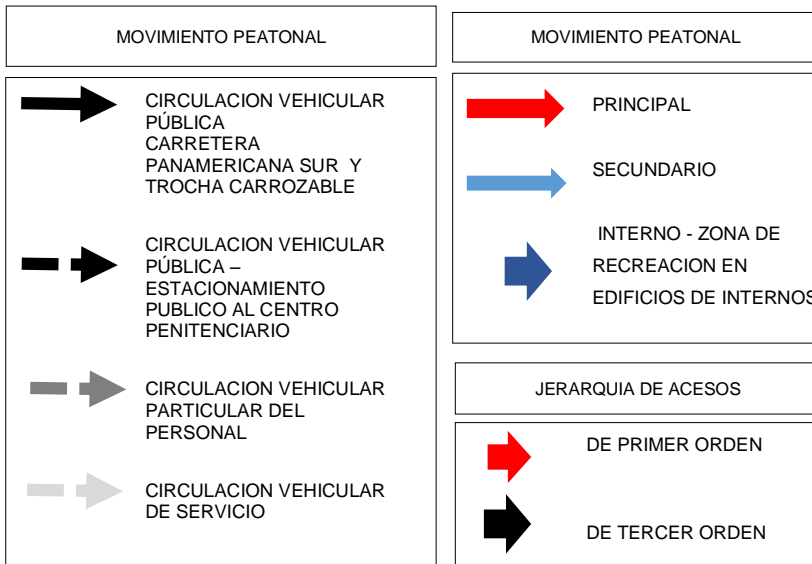 MOVIMIENTO PEATONAL
CIRCULACION VEHICULAR
PÚBLICA
CARRETERA
PANAMERICANA SUR Y
TROCHA CARROZABLE
CIRCULACION VEHICULAR
PÚBLICA –
ESTACIONAMIENTO
PUBLICO AL CENTRO
PENITENCIARIO
CIRCULACION VEHICULAR
PARTICULAR DEL
PERSONAL
CIRCULACION VEHICULAR
DE SERVICIO
MOVIMIENTO PEATONAL
PRINCIPAL
SECUNDARIO
INTERNO - ZONA DE
RECREACION EN
EDIFICIOS DE INTERNOS
JERARQUIA DE ACESOS
DE PRIMER ORDEN
DE TERCER ORDEN